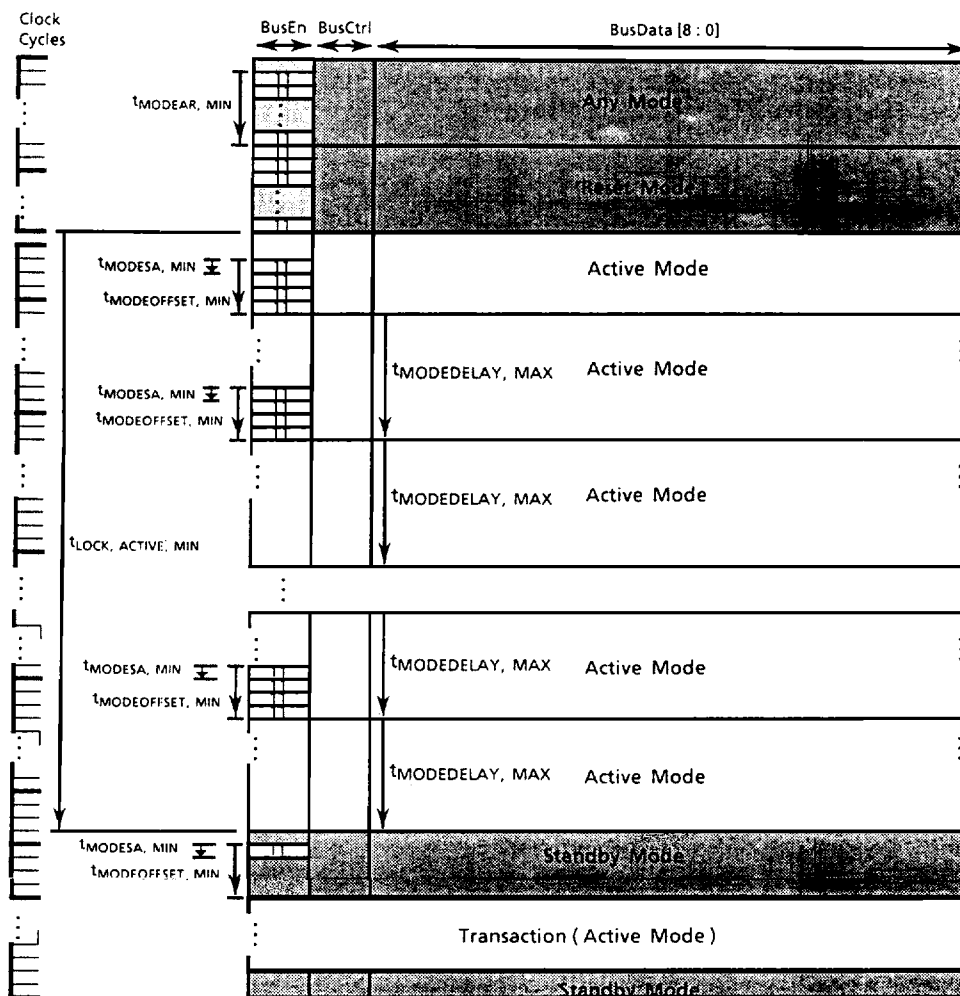 Clock
Cycles
BusEn
BusCtrl
BusData [8 : 0]
tMODEAR, MIN
Any Mode
Reset Mode
tMODESA, MIN
tMODEOFFSET, MIN
Active Mode
tMODEDELAY, MAX
Active Mode
tMODESA, MIN
tMODEOFFSET, MIN
tMODEDELAY, MAX
Active Mode
tLOCK, ACTIVE, MIN
tMODESA, MIN
tMODEOFFSET, MIN
tMODEDELAY, MAX
Active Mode
tMODEDELAY, MAX
Active Mode
tMODESA, MIN
tMODEOFFSET, MIN
Standby Mode
Transaction ( Active Mode )
Standby Mode